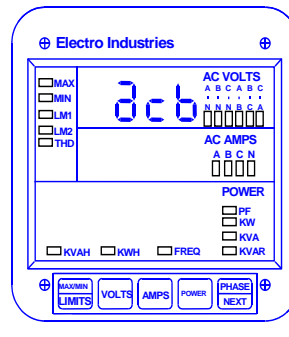 Electro Industries
MAX
MIN
LM1
LM2
THD
AC VOLTS
A B C A B C
- - - - - -
N N N B C A
AC AMPS
A B C N
POWER
PF
KW
KVA
KVAR
KVAH KWH FREQ
MAX/MIN
LIMITS
VOLTS
AMPS
POWER
PHASE
NEXT